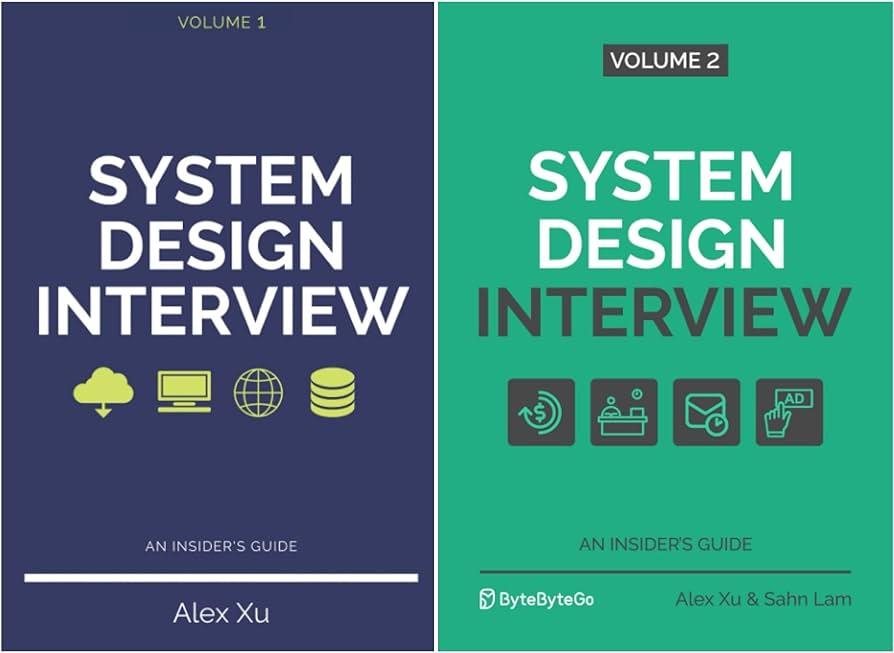 VOLUME 1
SYSTEM
DESIGN
INTERVIEW
AN INSIDER'S GUIDE
Alex Xu
VOLUME 2
SYSTEM
DESIGN
INTERVIEW
AD
AN INSIDER'S GUIDE
ByteByteGo
Alex Xu & Sahn Lam